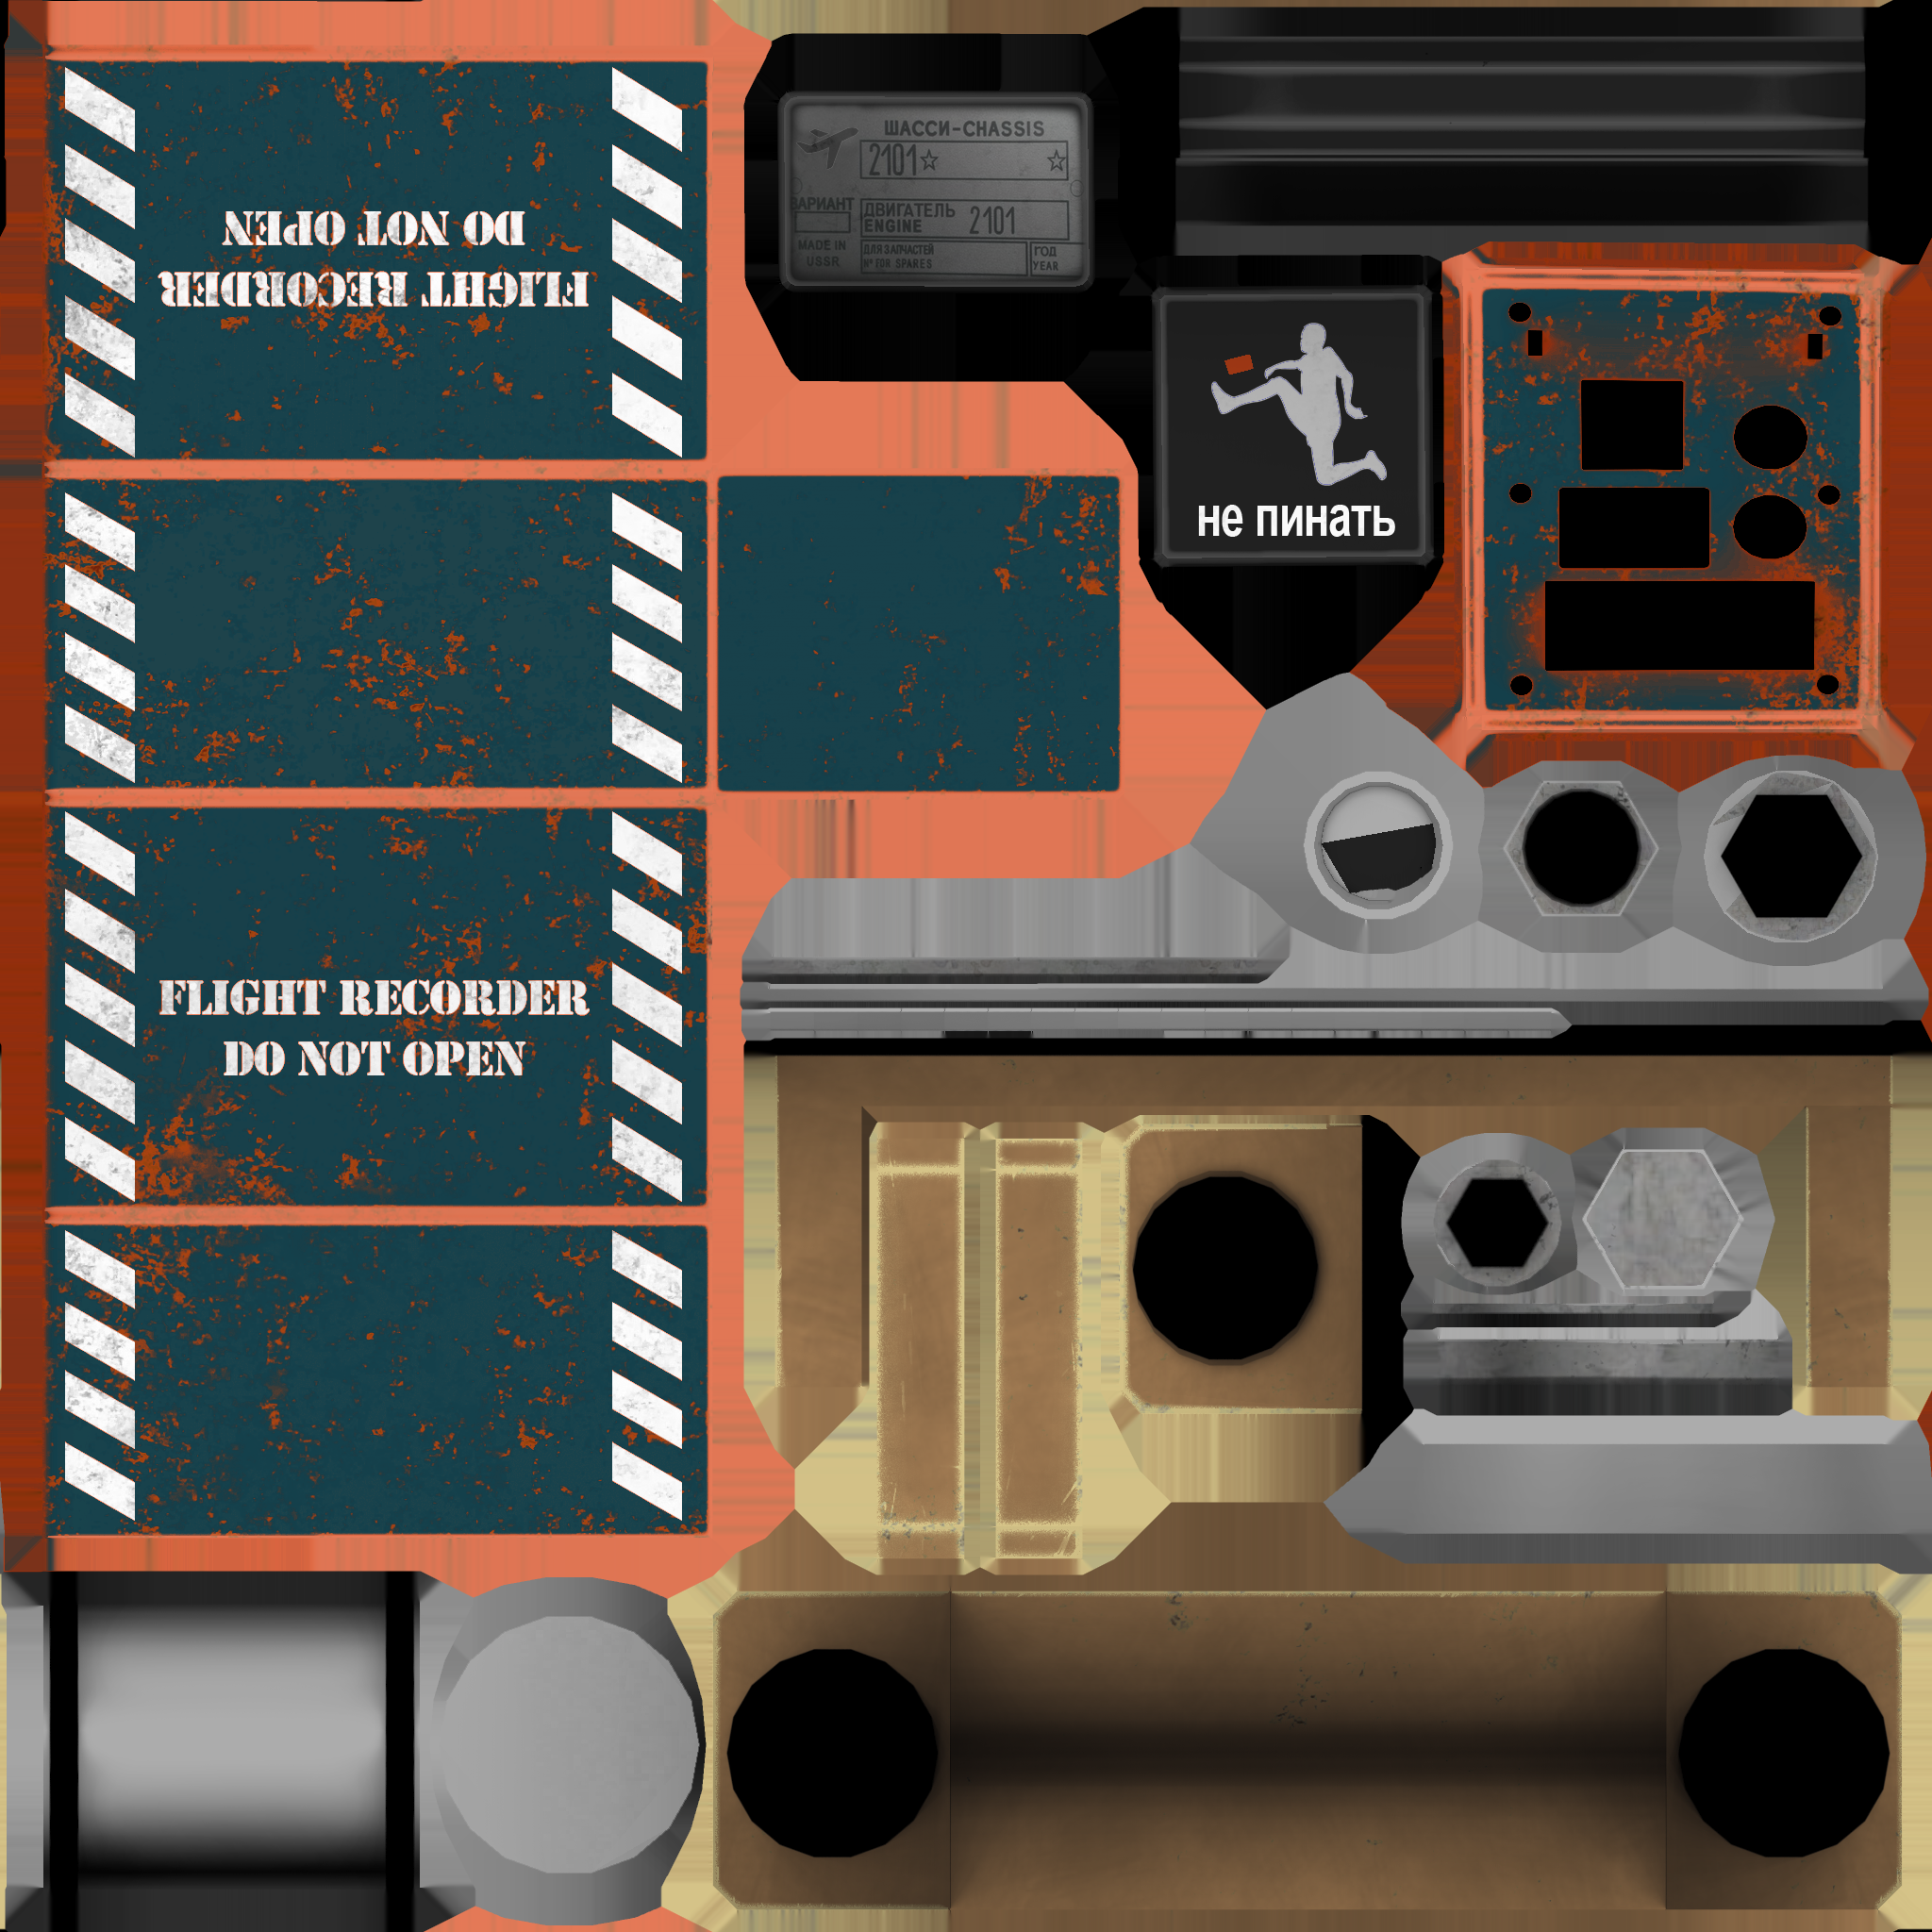 DO NOT OPEN
FLIGHT RECORDER
ШАССИ-CHASSIS
2101☆ ☆
ВАРИАНТ
ДВИГАТЕЛЬ
ENGINE 2101
MADE IN
USSR
ДЛЯ ЗАПЧАСТЕЙ
№ FOR SPARES
ГОД
YEAR
не пинать
FLIGHT RECORDER
DO NOT OPEN